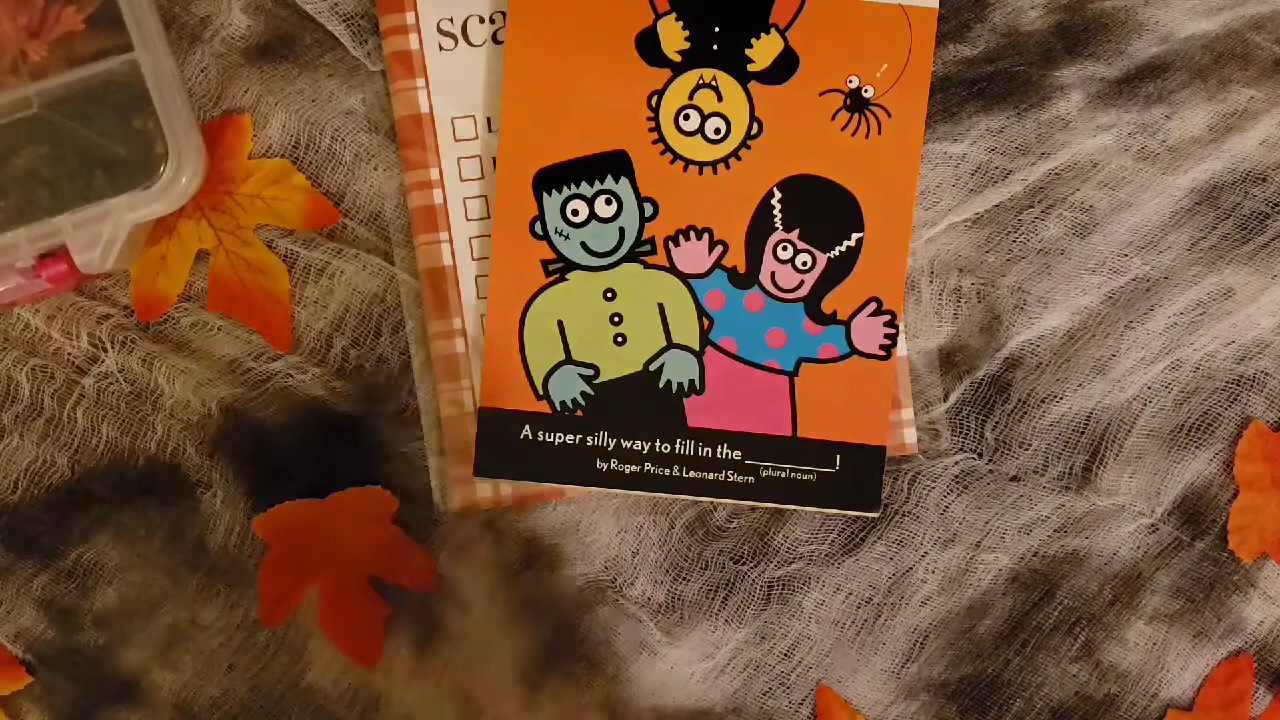 sca
A super silly way to fill in the ________!
(plural noun)
by Roger Price & Leonard Stern